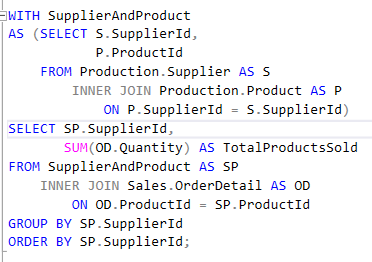 WITH SupplierAndProduct
AS (SELECT S.SupplierId,
           P.ProductId
    FROM Production.Supplier AS S
        INNER JOIN Production.Product AS P
            ON P.SupplierId = S.SupplierId)
SELECT SP.SupplierId,
       SUM(OD.Quantity) AS TotalProductsSold
FROM SupplierAndProduct AS SP
    INNER JOIN Sales.OrderDetail AS OD
        ON OD.ProductId = SP.ProductId
GROUP BY SP.SupplierId
ORDER BY SP.SupplierId;